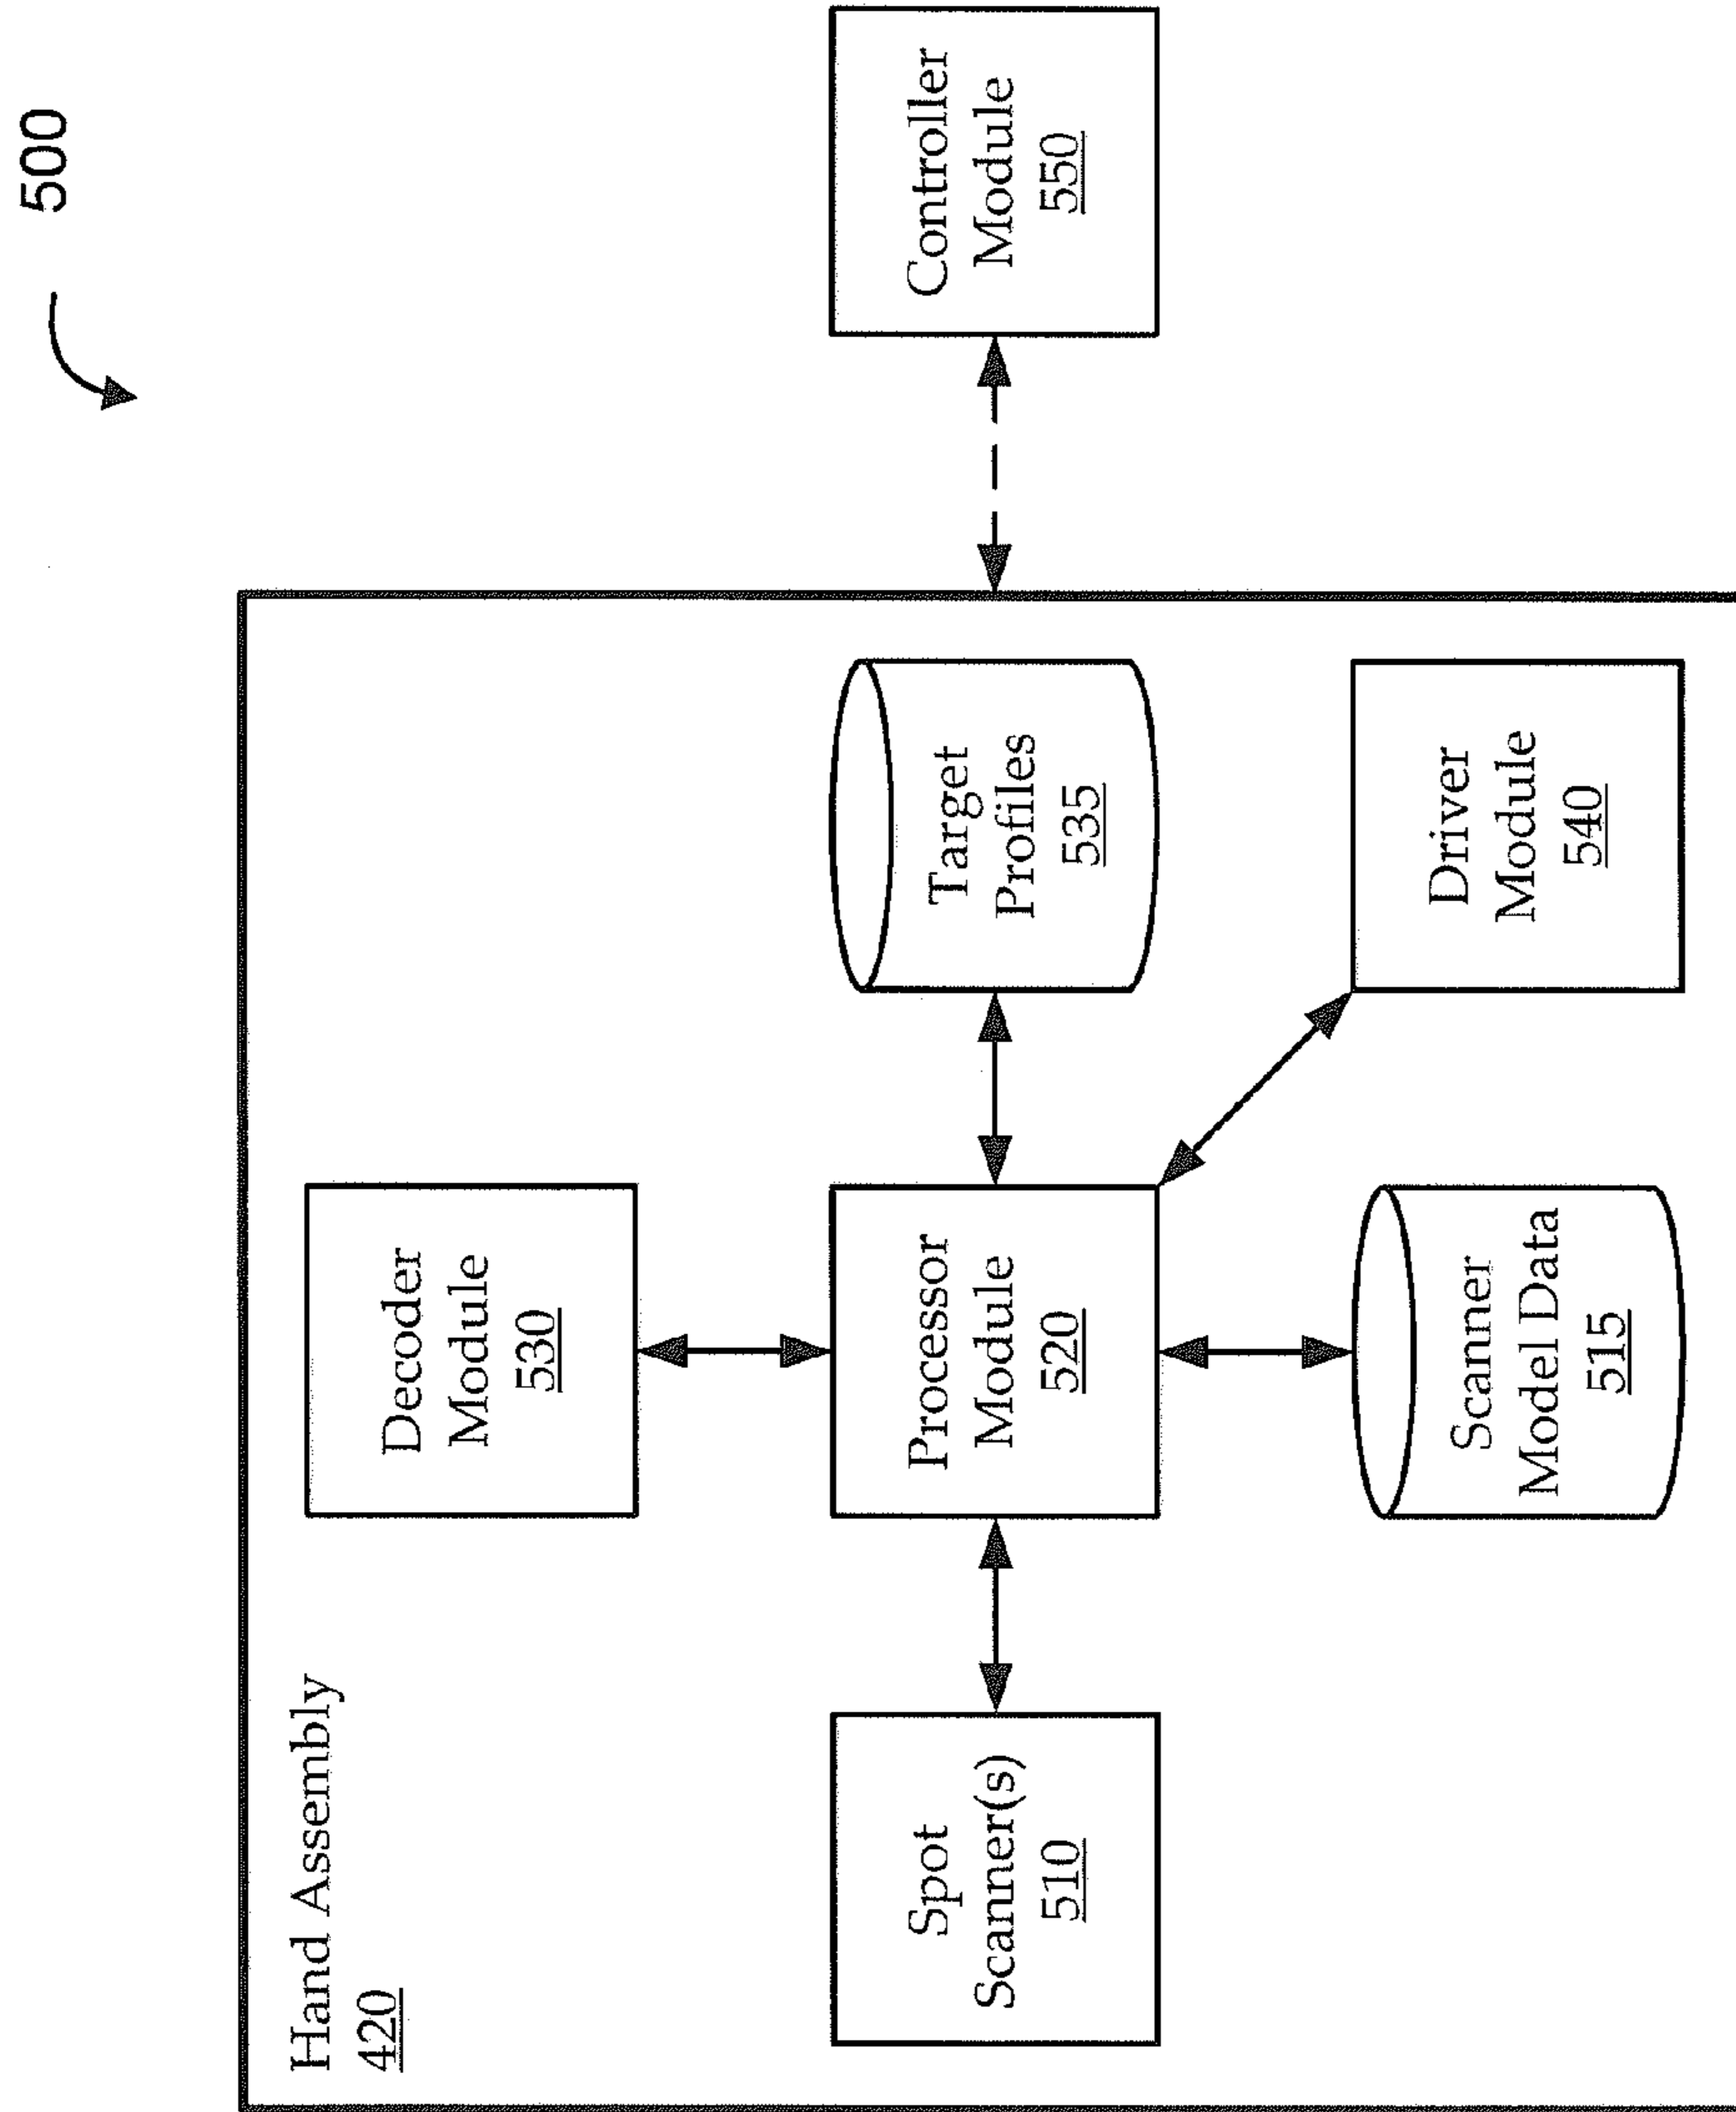 500
Hand Assembly
420
Decoder
Module
530
Spot
Scanner(s)
510
Processor
Module
520
Target
Profiles
535
Controller
Module
550
Scanner
Model Data
515
Driver
Module
540